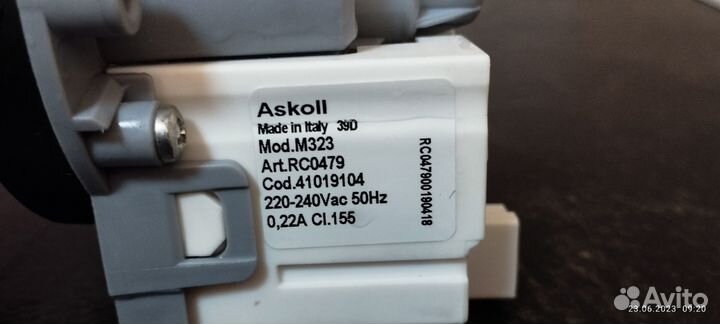 Askoll
Made in Italy 39D
Mod.M323
Art.RC0479
Cod.41019104
220-240Vac 50Hz
0,22A Cl.155
RC047900190418
Avito
23.06.2023 09:20